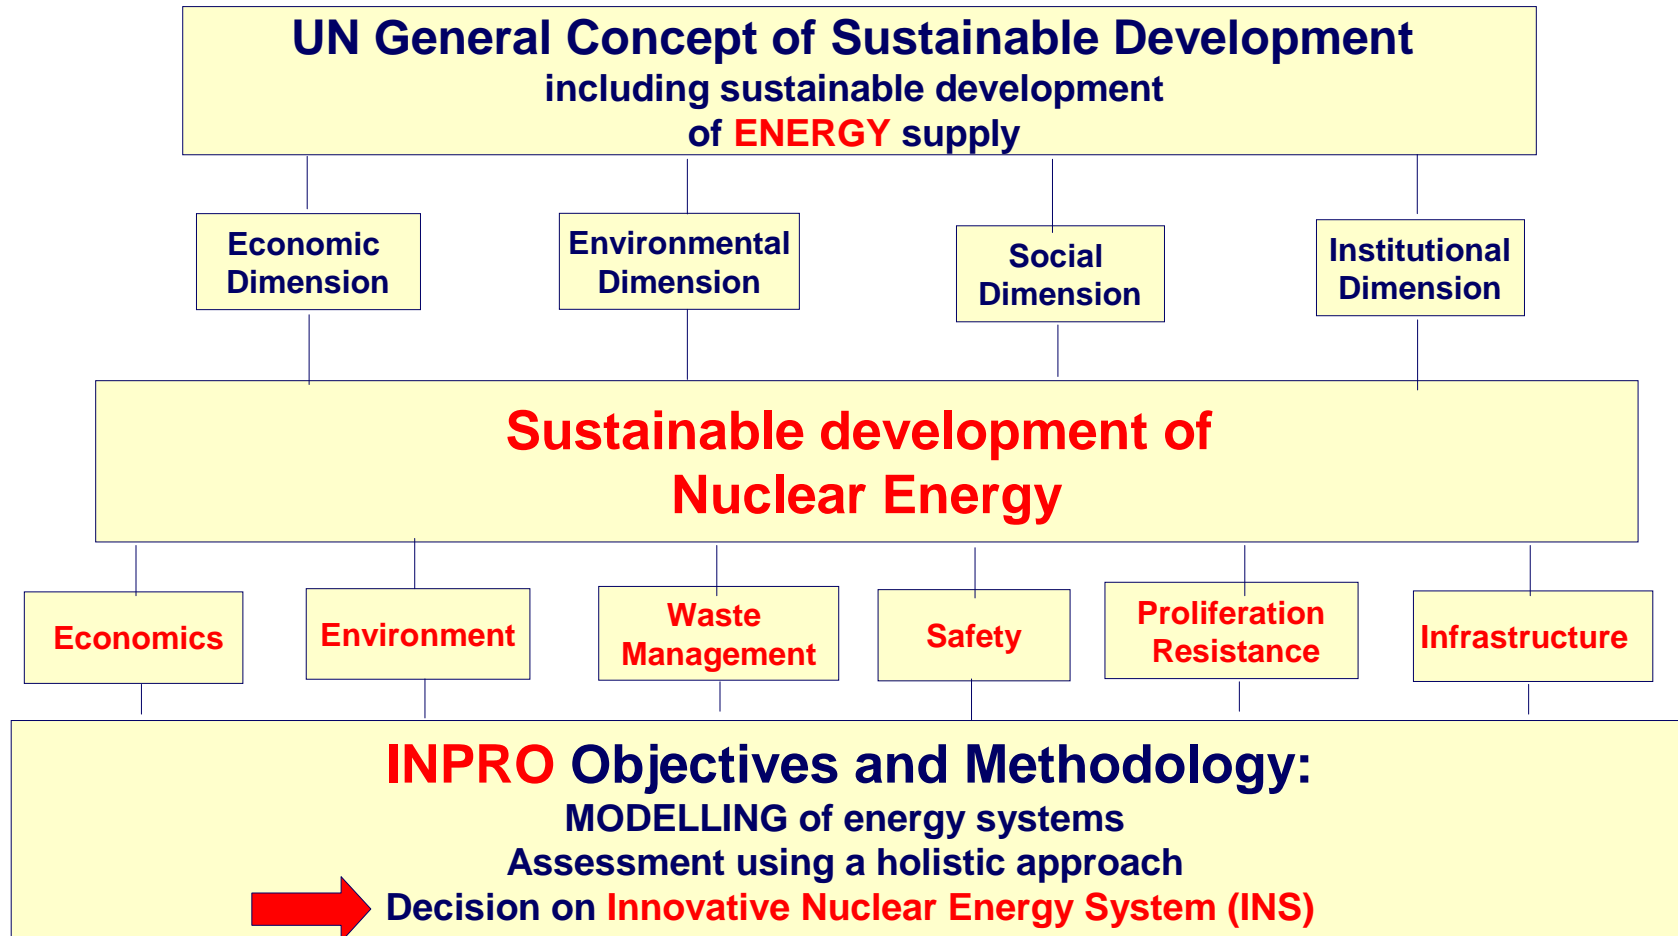 UN General Concept of Sustainable Development
including sustainable development
of ENERGY supply
Economic
Dimension
Environmental
Dimension
Social
Dimension
Institutional
Dimension
Sustainable development of
Nuclear Energy
Economics
Environment
Waste
Management
Safety
Proliferation
Resistance
Infrastructure
INPRO Objectives and Methodology:
MODELLING of energy systems
Assessment using a holistic approach
Decision on Innovative Nuclear Energy System (INS)